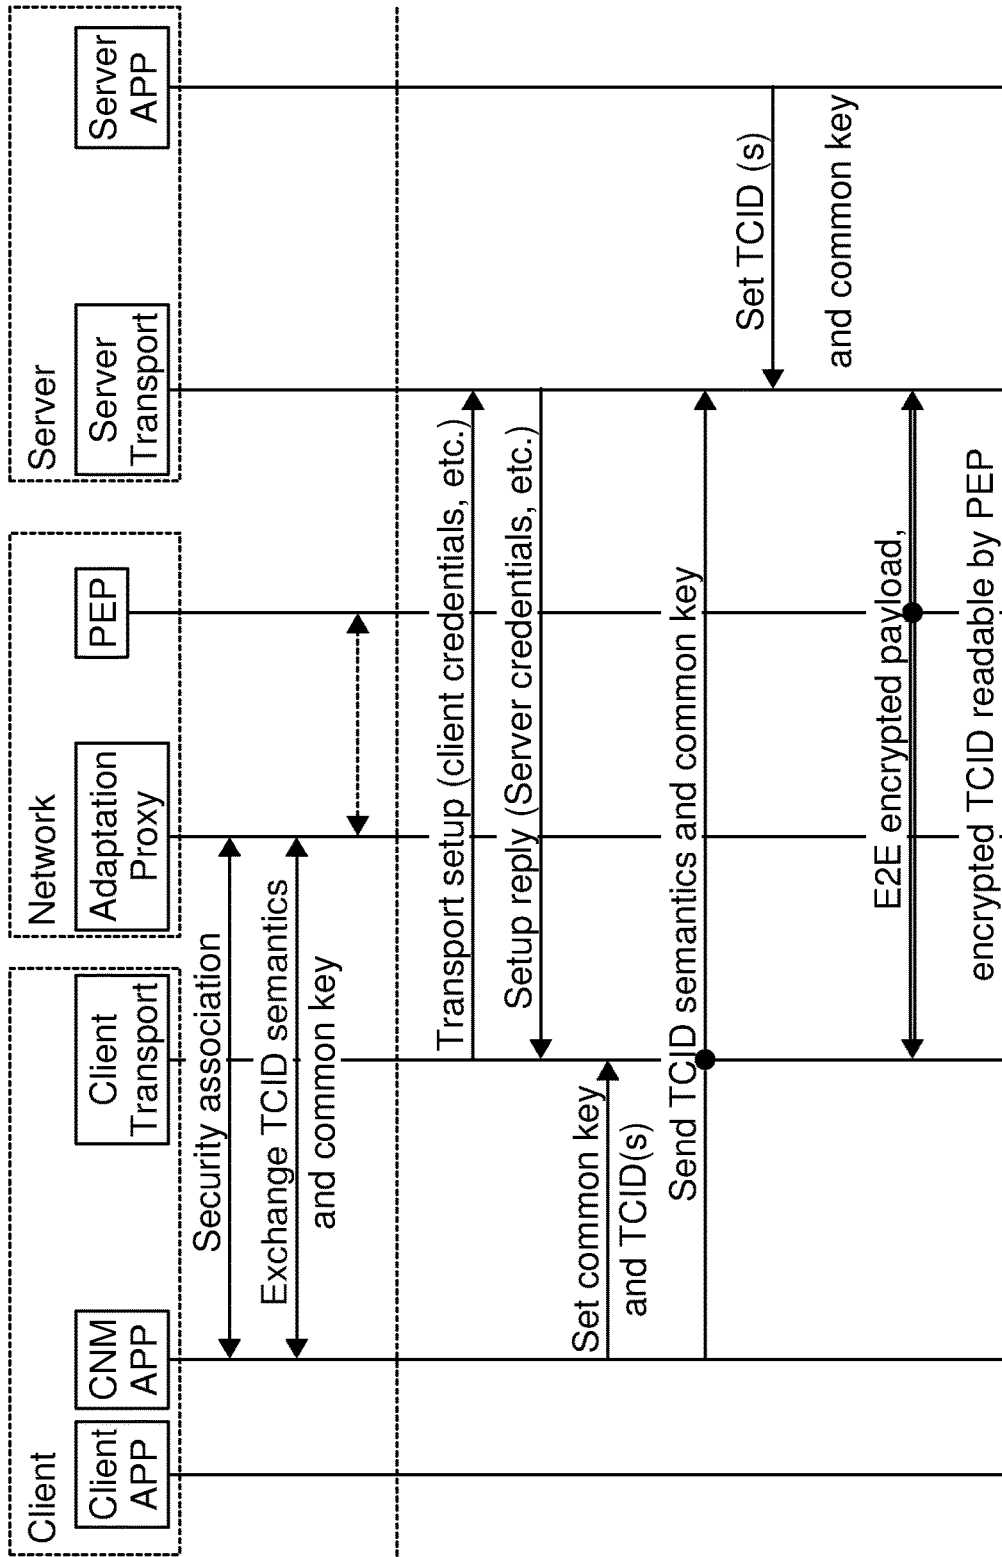 Client
Network
Server
Client
APP
CNM
APP
Client
Transport
Adaptation
Proxy
PEP
Server
Transport
Server
APP
Security association
Exchange TCID semantics
and common key
Transport setup (client credentials, etc.)
Setup reply (Server credentials, etc.)
Set common key
and TCID(s)
Send TCID semantics and common key
Set TCID (s)
and common key
E2E encrypted payload,
encrypted TCID readable by PEP